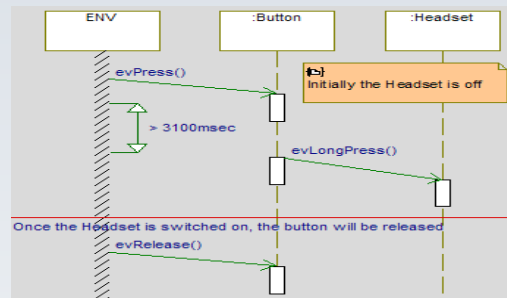 ENV
:Button
:Headset
evPress()
Initially the Headset is off
> 3100msec
evLongPress()
Once the Headset is switched on, the button will be released
evRelease()